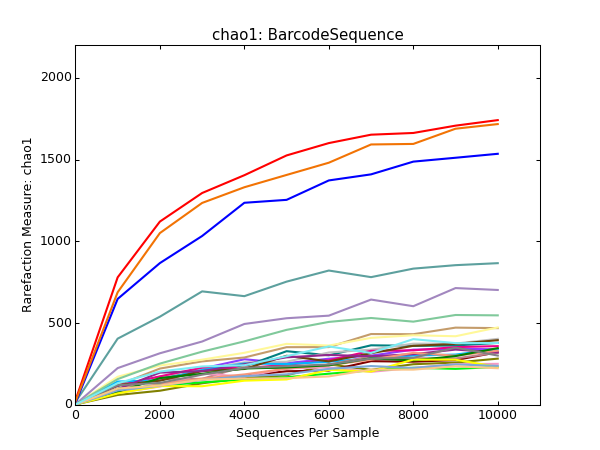 chao1: BarcodeSequence
2000
1500
1000
500
0
0 2000 4000 6000 8000 10000
Rarefaction Measure: chao1
Sequences Per Sample